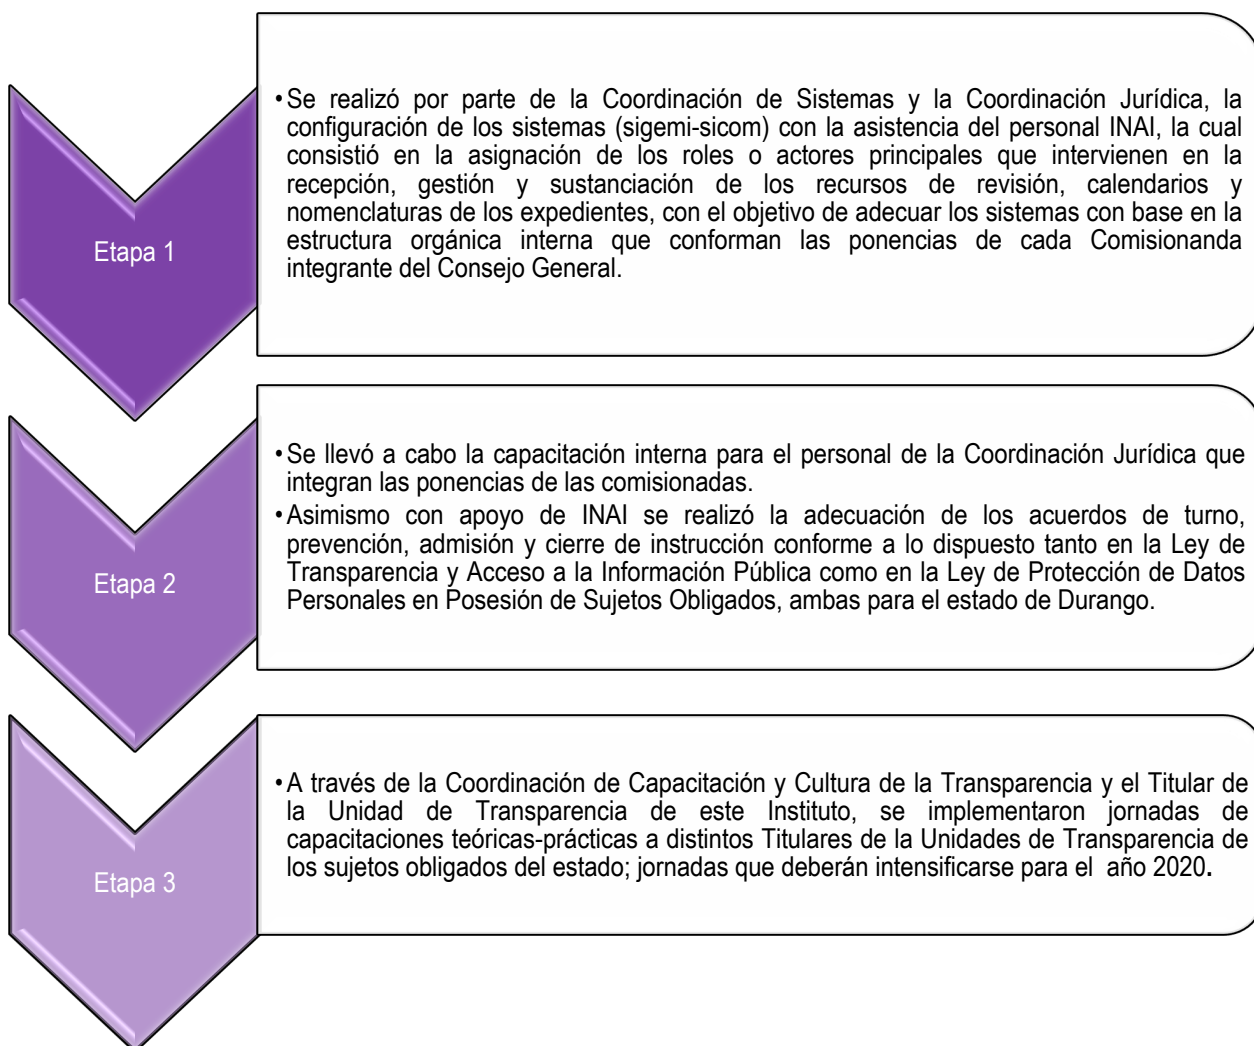 Etapa 1
•Se realizó por parte de la Coordinación de Sistemas y la Coordinación Jurídica, la
configuración de los sistemas (sigemi-sicom) con la asistencia del personal INAI, la cual
consistió en la asignación de los roles o actores principales que intervienen en la
recepción, gestión y sustanciación de los recursos de revisión, calendarios y
nomenclaturas de los expedientes, con el objetivo de adecuar los sistemas con base en la
estructura orgánica interna que conforman las ponencias de cada Comisionanda
integrante del Consejo General.
Etapa 2
•Se llevó a cabo la capacitación interna para el personal de la Coordinación Jurídica que
integran las ponencias de las comisionadas.
•Asimismo con apoyo de INAI se realizó la adecuación de los acuerdos de turno,
prevención, admisión y cierre de instrucción conforme a lo dispuesto tanto en la Ley de
Transparencia y Acceso a la Información Pública como en la Ley de Protección de Datos
Personales en Posesión de Sujetos Obligados, ambas para el estado de Durango.
Etapa 3
•A través de la Coordinación de Capacitación y Cultura de la Transparencia y el Titular de
la Unidad de Transparencia de este Instituto, se implementaron jornadas de
capacitaciones teóricas-prácticas a distintos Titulares de la Unidades de Transparencia de
los sujetos obligados del estado; jornadas que deberán intensificarse para el año 2020.